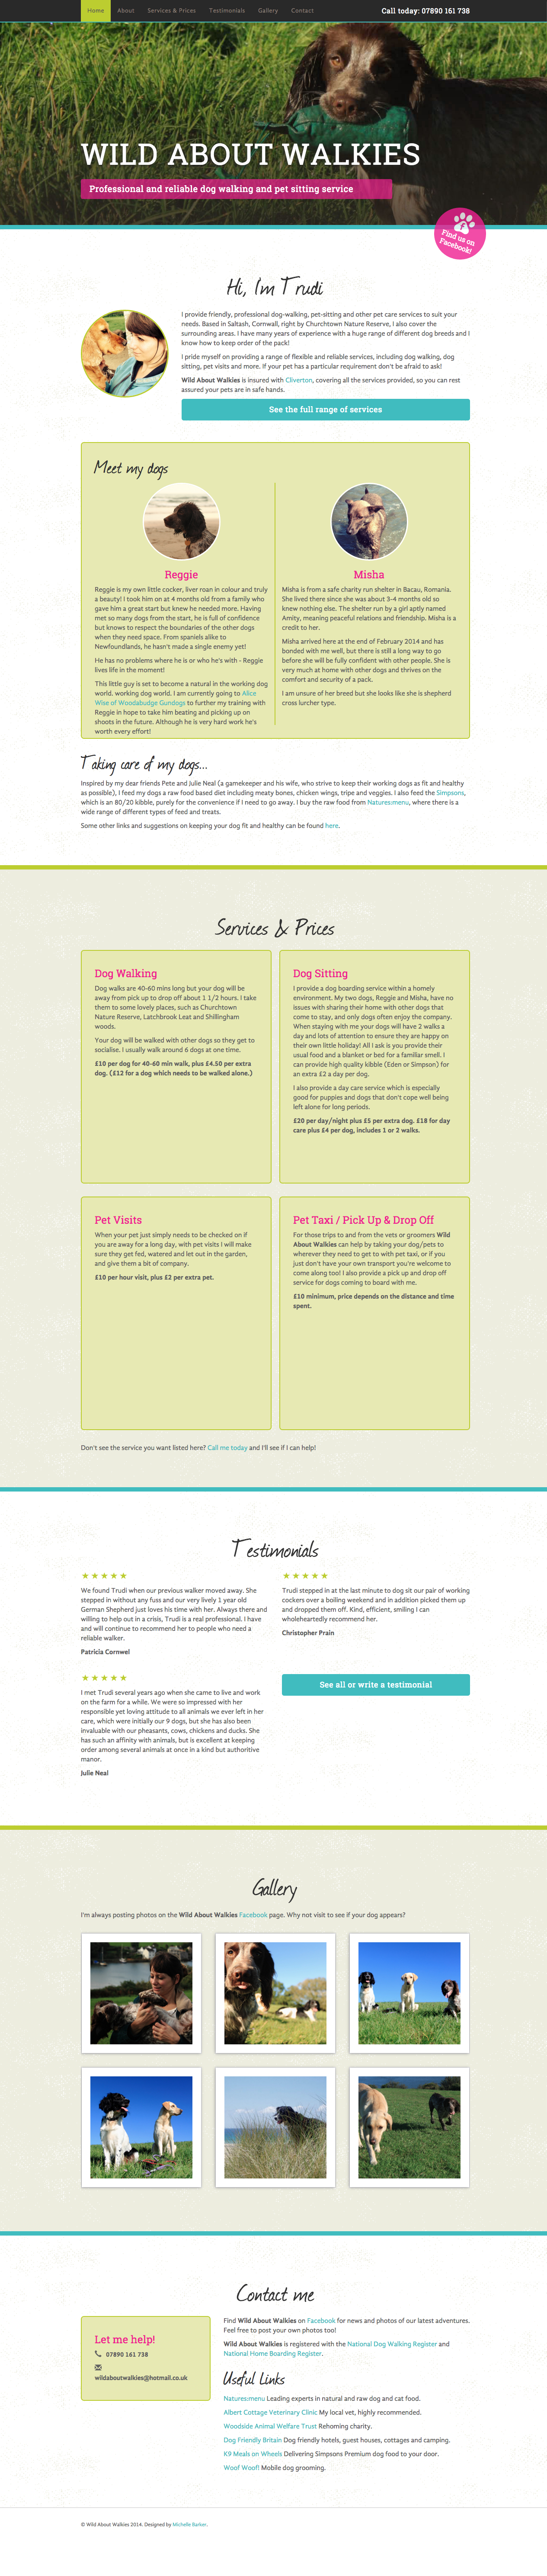 Home About Services & Prices Testimonials Gallery Contact Call today: 07890 161 738
WILD ABOUT WALKIES
Professional and reliable dog walking and pet sitting service
Find us on
Facebook!
Hi, I'm Trudi
I provide friendly, professional dog-walking, pet-sitting and other pet care services to suit your
needs. Based in Saltash, Cornwall, right by Churchtown Nature Reserve, I also cover the
surrounding areas. I have many years of experience with a huge range of different dog breeds and I
know how to keep order of the pack!
I pride myself on providing a range of flexible and reliable services, including dog walking, dog
sitting, pet visits and more. If your pet has a particular requirement don't be afraid to ask!
Wild About Walkies is insured with Cliverton, covering all the services provided, so you can rest
assured your pets are in safe hands.
See the full range of services
Meet my dogs
Reggie
Reggie is my own little cocker, liver roan in colour and truly
a beauty! I took him on at 4 months old from a family who
gave him a great start but knew he needed more. Having
met so many dogs from the start, he is full of confidence
but knows to respect the boundaries of the other dogs
when they need space. From spaniels alike to
Newfoundlands, he hasn't made a single enemy yet!
He has no problems where he is or who he's with - Reggie
lives life in the moment!
This little guy is set to become a natural in the working dog
world. working dog world. I am currently going to Alice
Wise of Woodabudge Gundogs to further my training with
Reggie in hope to take him beating and picking up on
shoots in the future. Although he is very hard work he's
worth every effort!
Misha
Misha is from a safe charity run shelter in Bacau, Romania.
She lived there since she was about 3-4 months old so
knew nothing else. The shelter run by a girl aptly named
Amity, meaning peaceful relations and friendship. Misha is a
credit to her.
Misha arrived here at the end of February 2014 and has
bonded with me well, but there is still a long way to go
before she will be fully confident with other people. She is
very much at home with other dogs and thrives on the
comfort and security of a pack.
I am unsure of her breed but she looks like she is shepherd
cross lurcher type.
Taking care of my dogs...
Inspired by my dear friends Pete and Julie Neal (a gamekeeper and his wife, who strive to keep their working dogs as fit and healthy
as possible), I feed my dogs a raw food based diet including meaty bones, chicken wings, tripe and veggies. I also feed the Simpsons,
which is an 80/20 kibble, purely for the convenience if I need to go away. I buy the raw food from Natures:menu, where there is a
wide range of different types of feed and treats.
Some other links and suggestions on keeping your dog fit and healthy can be found here.
Services & Prices
Dog Walking
Dog walks are 40-60 mins long but your dog will be
away from pick up to drop off about 1 1/2 hours. I take
them to some lovely places, such as Churchtown
Nature Reserve, Latchbrook Leat and Shillingham
woods.
Your dog will be walked with other dogs so they get to
socialise. I usually walk around 6 dogs at one time.
£10 per dog for 40-60 min walk, plus £4.50 per extra
dog. (£12 for a dog which needs to be walked alone.)
Dog Sitting
I provide a dog boarding service within a homely
environment. My two dogs, Reggie and Misha, have no
issues with sharing their home with other dogs that
come to stay, and only dogs often enjoy the company.
When staying with me your dogs will have 2 walks a
day and lots of attention to ensure they are happy on
their own little holiday! All I ask is you provide their
usual food and a blanket or bed for a familiar smell. I
can provide high quality kibble (Eden or Simpson) for
an extra £2 a day per dog.
I also provide a day care service which is especially
good for puppies and dogs that don't cope well being
left alone for long periods.
£20 per day/night plus £5 per extra dog. £18 for day
care plus £4 per dog, includes 1 or 2 walks.
Pet Visits
When your pet just simply needs to be checked on if
you are away for a long day, with pet visits I will make
sure they get fed, watered and let out in the garden,
and give them a bit of company.
£10 per hour visit, plus £2 per extra pet.
Pet Taxi / Pick Up & Drop Off
For those trips to and from the vets or groomers Wild
About Walkies can help by taking your dog/pets to
wherever they need to get to with pet taxi, or if you
just don't have your own transport you're welcome to
come along too! I also provide a pick up and drop off
service for dogs coming to board with me.
£10 minimum, price depends on the distance and time
spent.
Don't see the service you want listed here? Call me today and I'll see if I can help!
Testimonials
★ ★ ★ ★ ★
We found Trudi when our previous walker moved away. She
stepped in without any fuss and our very lively 1 year old
German Shepherd just loves his time with her. Always there and
willing to help out in a crisis, Trudi is a real professional. I have
and will continue to recommend her to people who need a
reliable walker.
Patricia Cornwel
★ ★ ★ ★ ★
Trudi stepped in at the last minute to dog sit our pair of working
cockers over a boiling weekend and in addition picked them up
and dropped them off. Kind, efficient, smiling I can
wholeheartedly recommend her.
Christopher Prain
★ ★ ★ ★ ★
I met Trudi several years ago when she came to live and work
on the farm for a while. We were so impressed with her
responsible yet loving attitude to all animals we ever left in her
care, which were initially our 9 dogs, but she has also been
invaluable with our pheasants, cows, chickens and ducks. She
has such an affinity with animals, but is excellent at keeping
order among several animals at once in a kind but authoritive
manor.
Julie Neal
See all or write a testimonial
Gallery
I'm always posting photos on the Wild About Walkies Facebook page. Why not visit to see if your dog appears?
Contact me
Let me help!
07890 161 738
wildaboutwalkies@hotmail.co.uk
Find Wild About Walkies on Facebook for news and photos of our latest adventures.
Feel free to post your own photos too!
Wild About Walkies is registered with the National Dog Walking Register and
National Home Boarding Register.
Useful Links
Natures:menu Leading experts in natural and raw dog and cat food.
Albert Cottage Veterinary Clinic My local vet, highly recommended.
Woodside Animal Welfare Trust Rehoming charity.
Dog Friendly Britain Dog friendly hotels, guest houses, cottages and camping.
K9 Meals on Wheels Delivering Simpsons Premium dog food to your door.
Woof Woof! Mobile dog grooming.
© Wild About Walkies 2014. Designed by Michelle Barker.